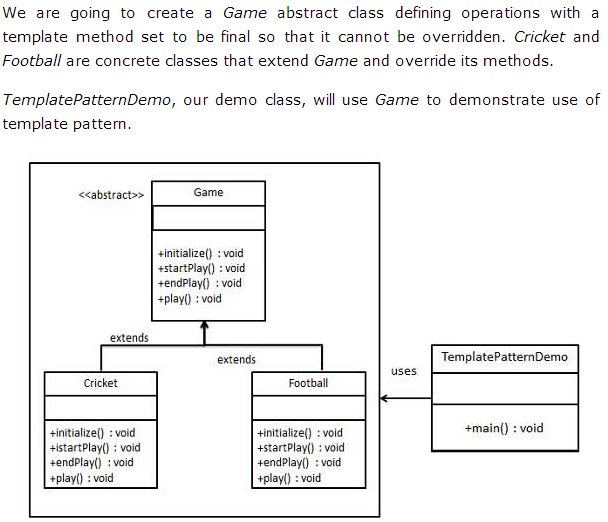 We are going to create a Game abstract class defining operations with a
template method set to be final so that it cannot be overridden. Cricket and
Football are concrete classes that extend Game and override its methods.
TemplatePatternDemo, our demo class, will use Game to demonstrate use of
template pattern.
<<abstract>>
Game
+initialize() : void
+startPlay() : void
+endPlay() : void
+play() : void
extends
extends
Cricket
+initialize() : void
+istartPlay() : void
+endPlay() : void
+play() : void
Football
+initialize() : void
+startPlay() : void
+endPlay() : void
+play() : void
uses
TemplatePatternDemo
+main() : void